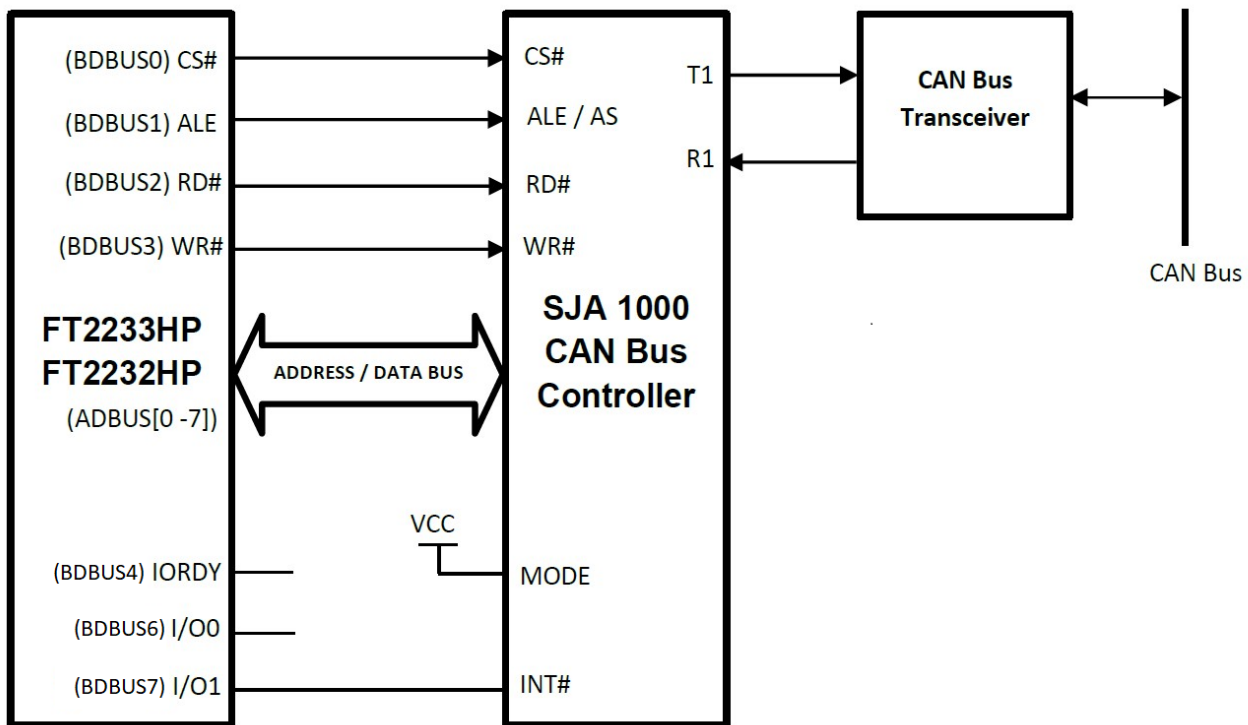 (BDBUS0) CS#
(BDBUS1) ALE
(BDBUS2) RD#
(BDBUS3) WR#
FT2233HP
FT2232HP
(ADBUS[0 -7])
(BDBUS4) IORDY
(BDBUS6) I/O0
(BDBUS7) I/O1
ADDRESS / DATA BUS
VCC
CS#
ALE / AS
RD#
WR#
SJA 1000
CAN Bus
Controller
MODE
INT#
T1
R1
CAN Bus
Transceiver
CAN Bus